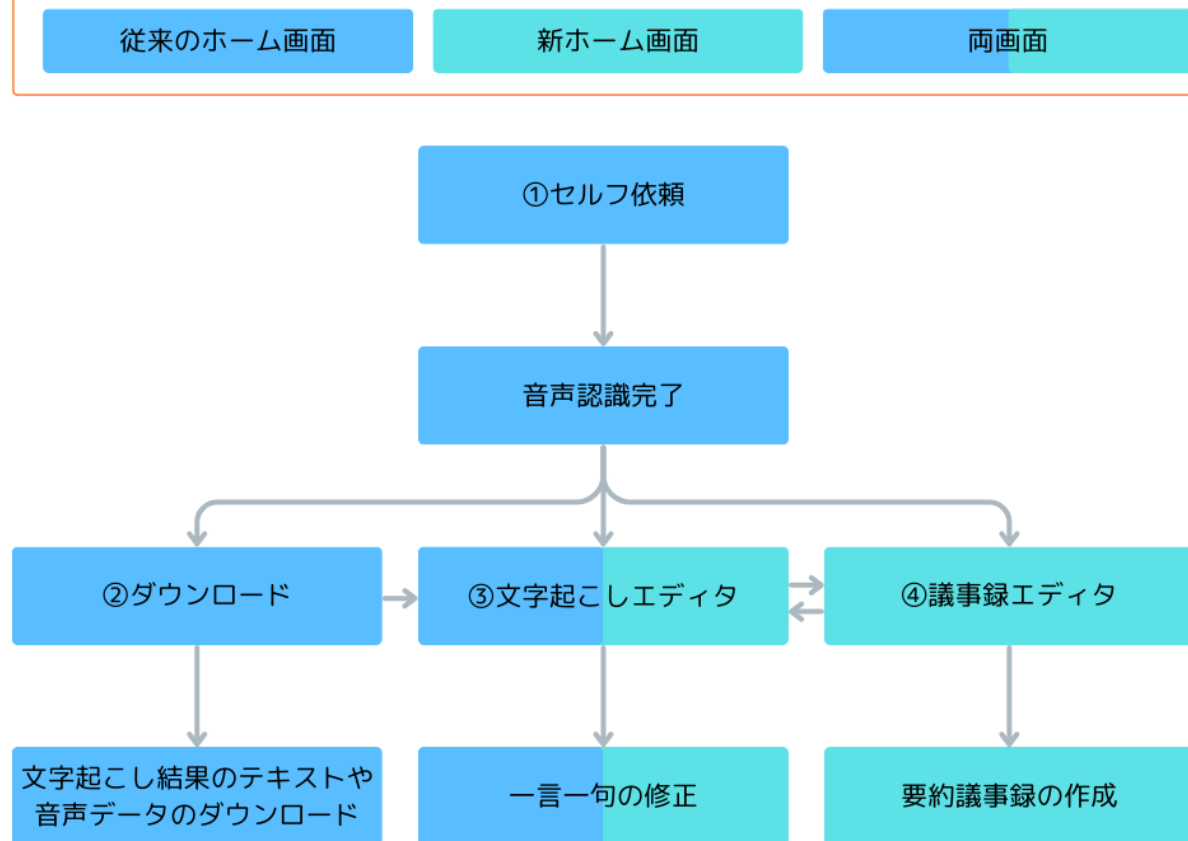 従来のホーム画面
新ホーム画面
両画面
①セルフ依頼
音声認識完了
②ダウンロード
③文字起こしエディタ
④議事録エディタ
文字起こし結果のテキストや
音声データのダウンロード
一言一句の修正
要約議事録の作成